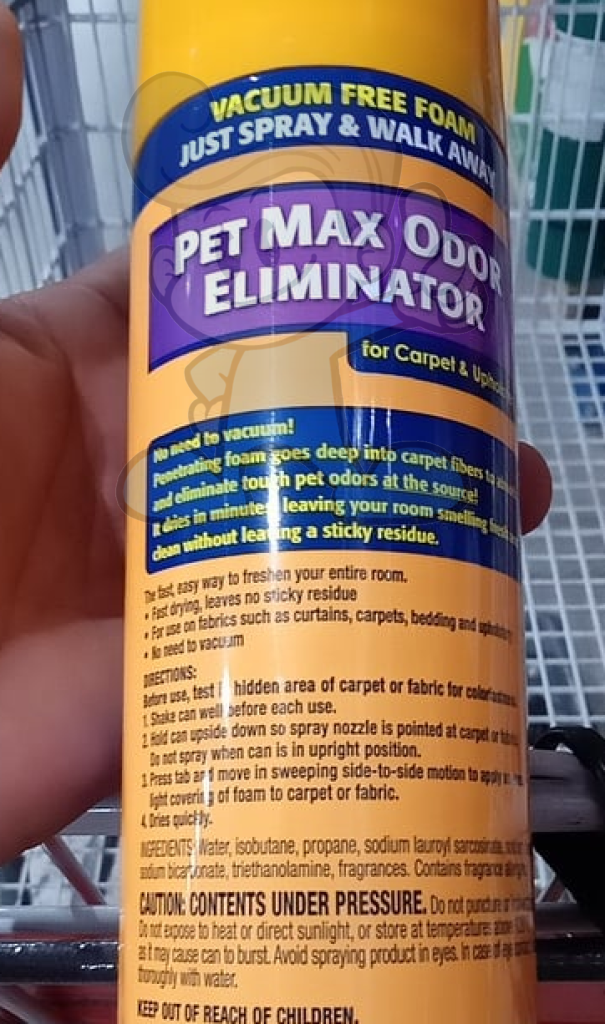 VACUUM FREE FOAM
JUST SPRAY & WALK AWAY
PET MAX ODOR
ELIMINATOR
for Carpet &
No need to vacuum!
Penetrating foam goes deep into carpet fibers to
and eliminate tough pet odors at the source!
It dries in minutes leaving your room smelling
clean without leaving a sticky residue.
The fast, easy way to freshen your entire room.
• Fast drying, leaves no sticky residue
• For use on fabrics such as curtains, carpets, bedding and
• No need to vacuum
DIRECTIONS:
Before use, test in hidden area of carpet or fabric for
1. Shake can well before each use.
2. Hold can upside down so spray nozzle is pointed at carpet or
Do not spray when can is in upright position.
3. Press tab and move in sweeping side-to-side motion to apply
light covering of foam to carpet or fabric.
4. Dries quickly.
INGREDIENTS: Water, isobutane, propane, sodium lauroyl
sodium bicarbonate, triethanolamine, fragrances. Contains fragrance
CAUTION: CONTENTS UNDER PRESSURE. Do not puncture or
Do not expose to heat or direct sunlight, or store at temperatures above
as it may cause can to burst. Avoid spraying product in eyes. In case of eye
thoroughly with water.
KEEP OUT OF REACH OF CHILDREN.